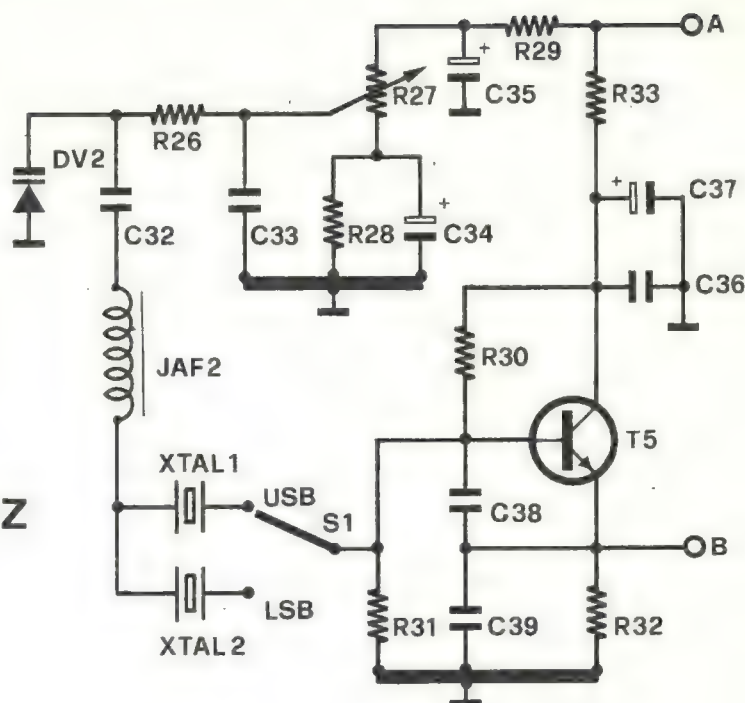 A
R29
R27
C35
R33
DV2
R26
C37
C32
C33
R28
C34
C36
R30
JAF2
T5
XTAL1
USB
S1
C38
Z
B
LSB
R31
C39
R32
XTAL2
+
+
+